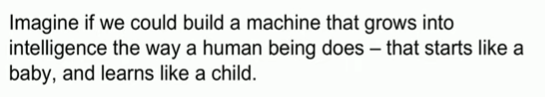 Imagine if we could build a machine that grows into
intelligence the way a human being does – that starts like a
baby, and learns like a child.